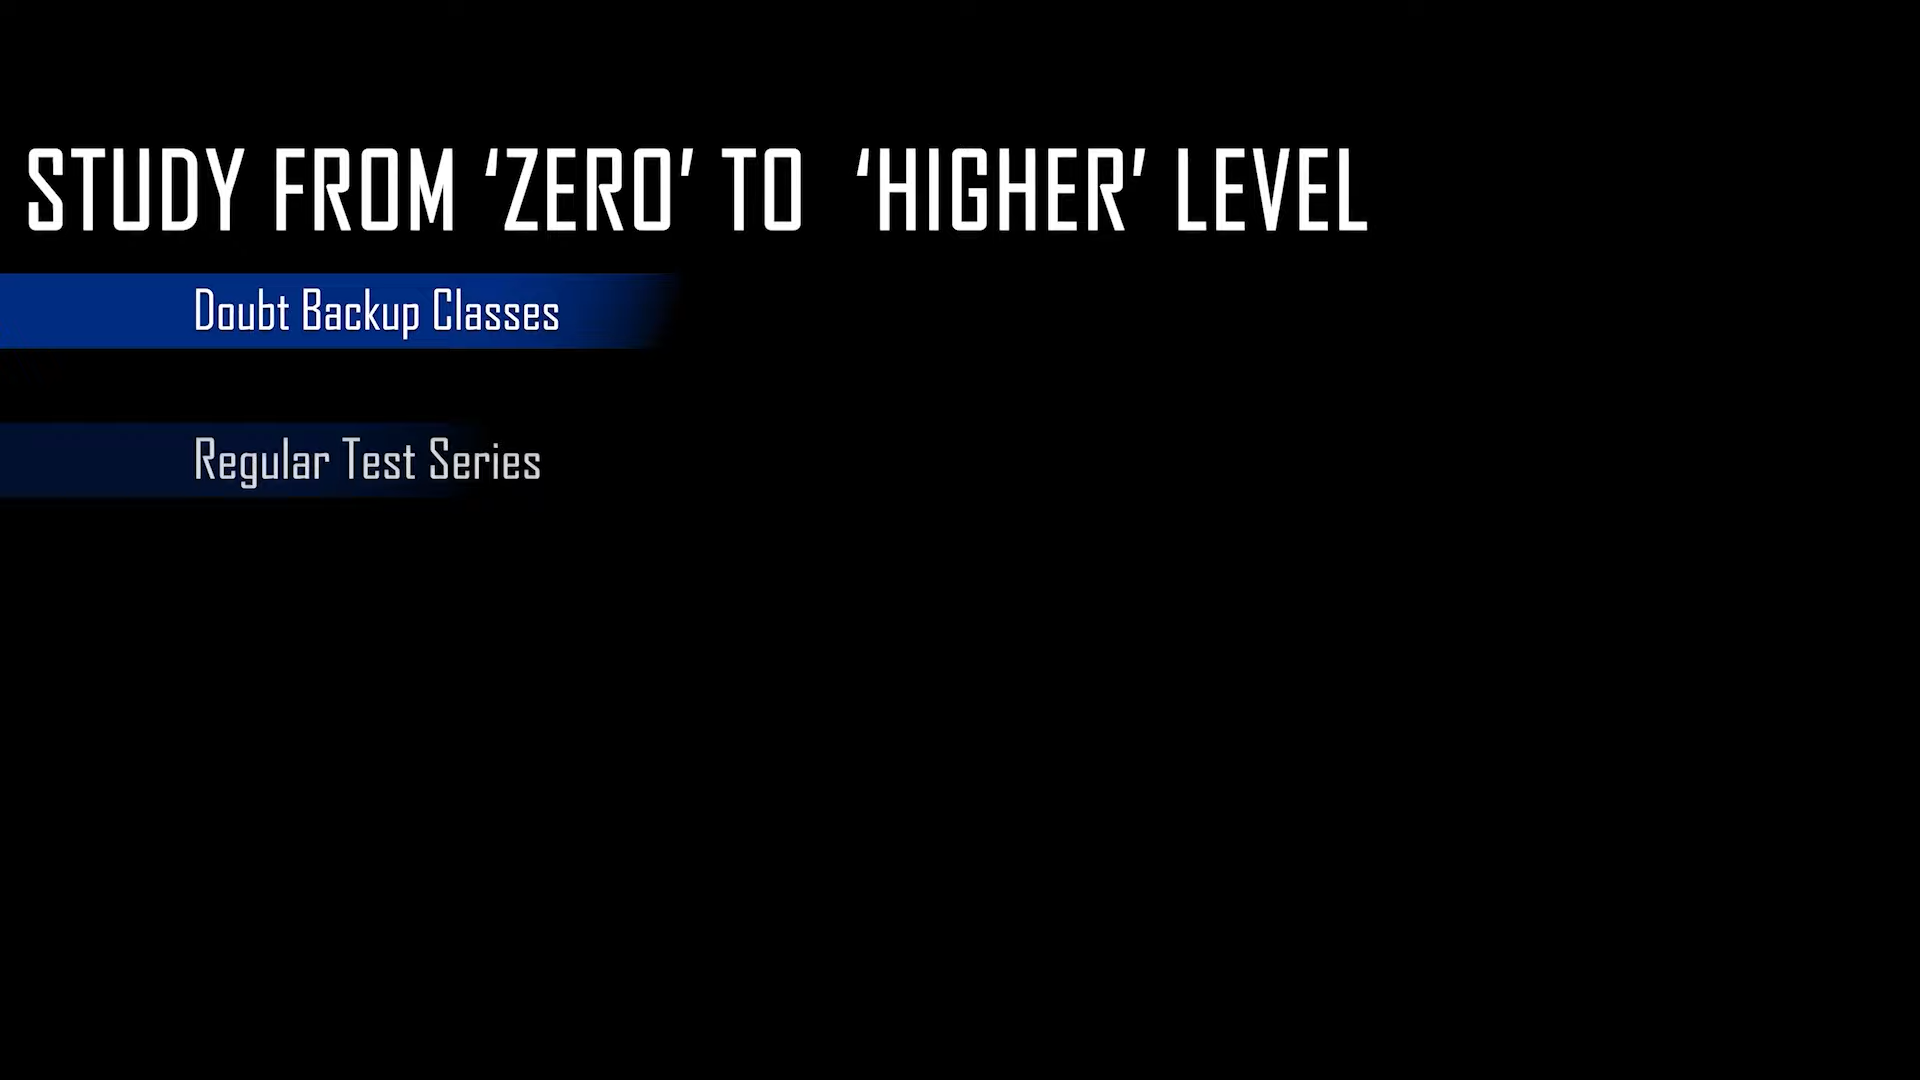 STUDY FROM ‘ZERO’ TO ‘HIGHER’ LEVEL
Doubt Backup Classes
Regular Test Series